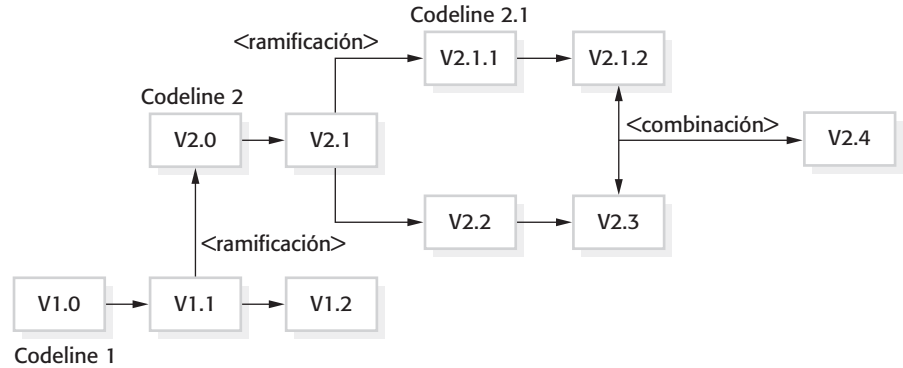 Codeline 2.1
<ramificación>
V2.1.1
V2.1.2
Codeline 2
<combinación>
V2.0
V2.1
V2.4
V2.2
V2.3
<ramificación>
V1.0
V1.1
V1.2
Codeline 1